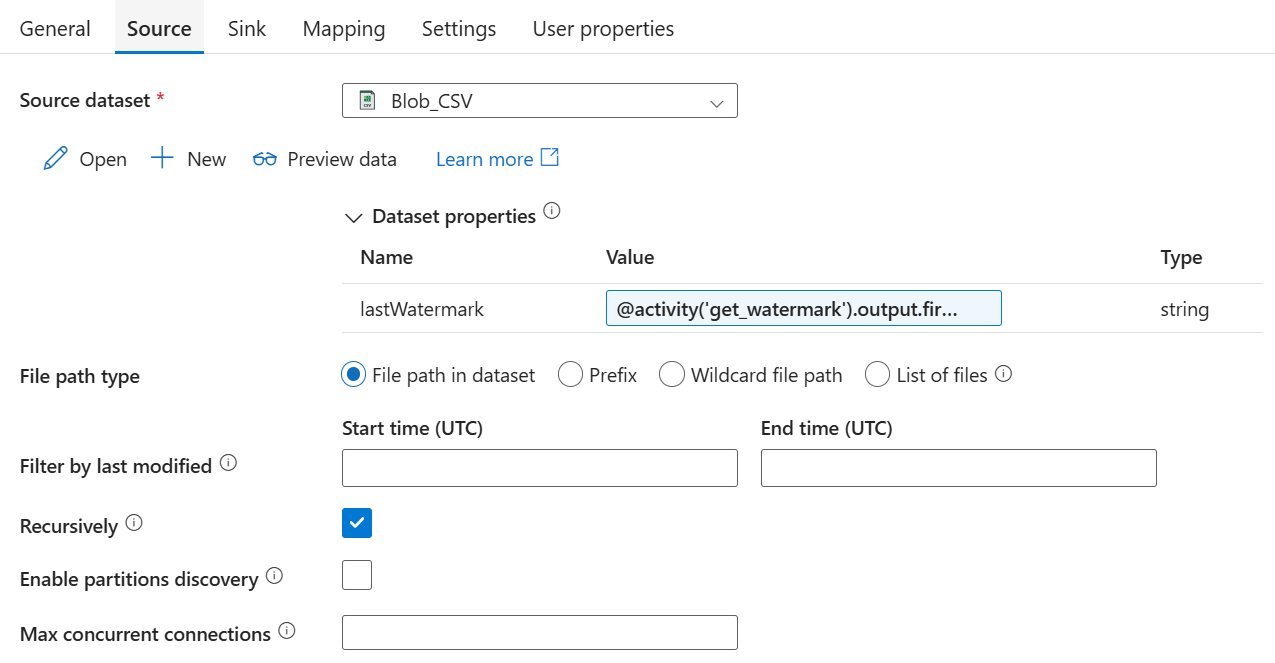 General Source Sink Mapping Settings User properties
Source dataset * Blob_CSV
Open New Preview data Learn more
Dataset properties
Name Value Type
lastWatermark @activity('get_watermark').output.fir... string
File path type File path in dataset Prefix Wildcard file path List of files
Start time (UTC) End time (UTC)
Filter by last modified
Recursively
Enable partitions discovery
Max concurrent connections